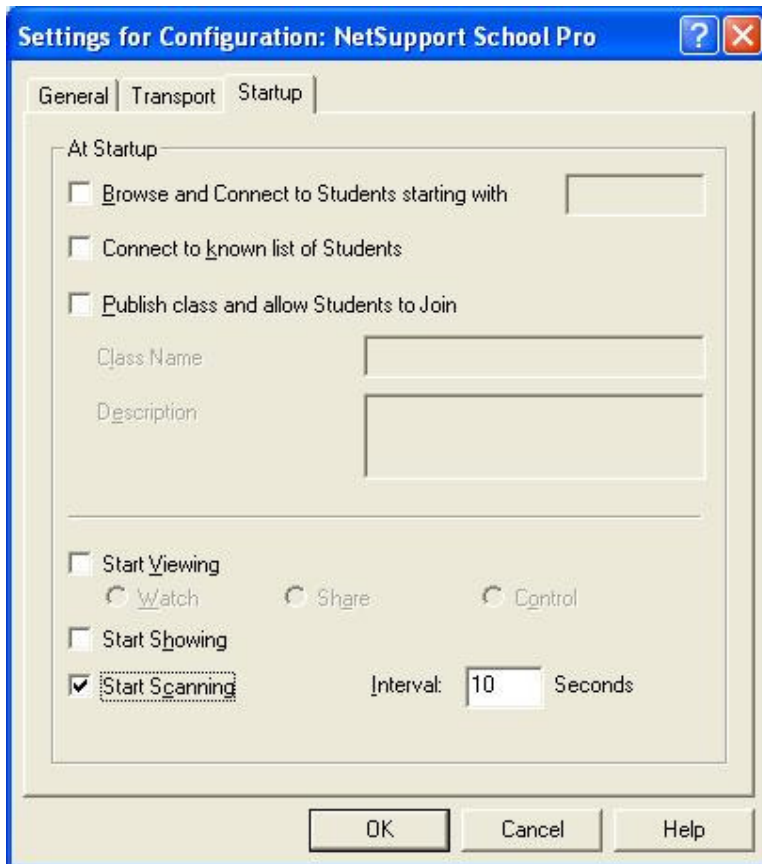 Settings for Configuration: NetSupport School Pro
General Transport Startup
At Startup
Browse and Connect to Students starting with
Connect to known list of Students
Publish class and allow Students to Join
Class Name
Description
Start Viewing
Watch Share Control
Start Showing
Start Scanning Interval: 10 Seconds
OK Cancel Help